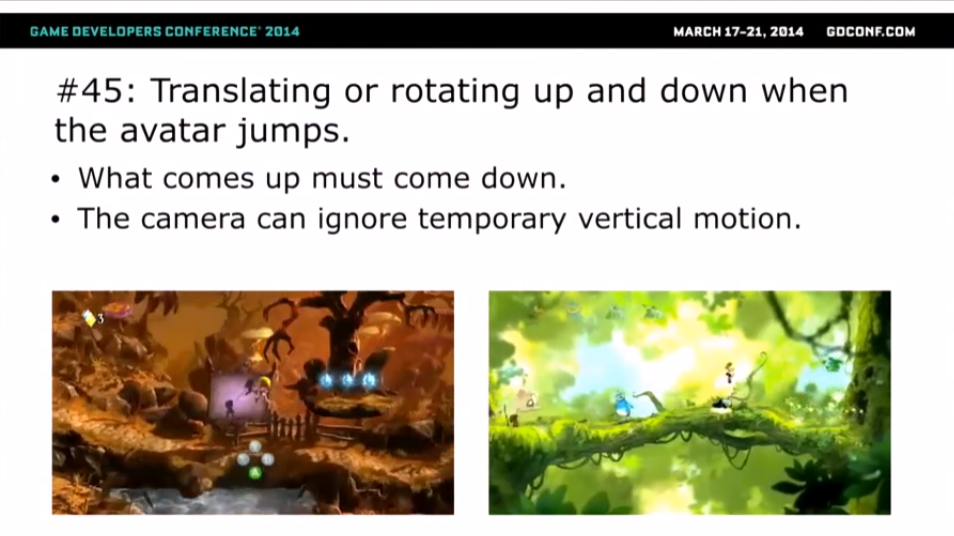 GAME DEVELOPERS CONFERENCE® 2014
MARCH 17–21, 2014 GDCONF.COM
#45: Translating or rotating up and down when
the avatar jumps.
• What comes up must come down.
• The camera can ignore temporary vertical motion.
3
A